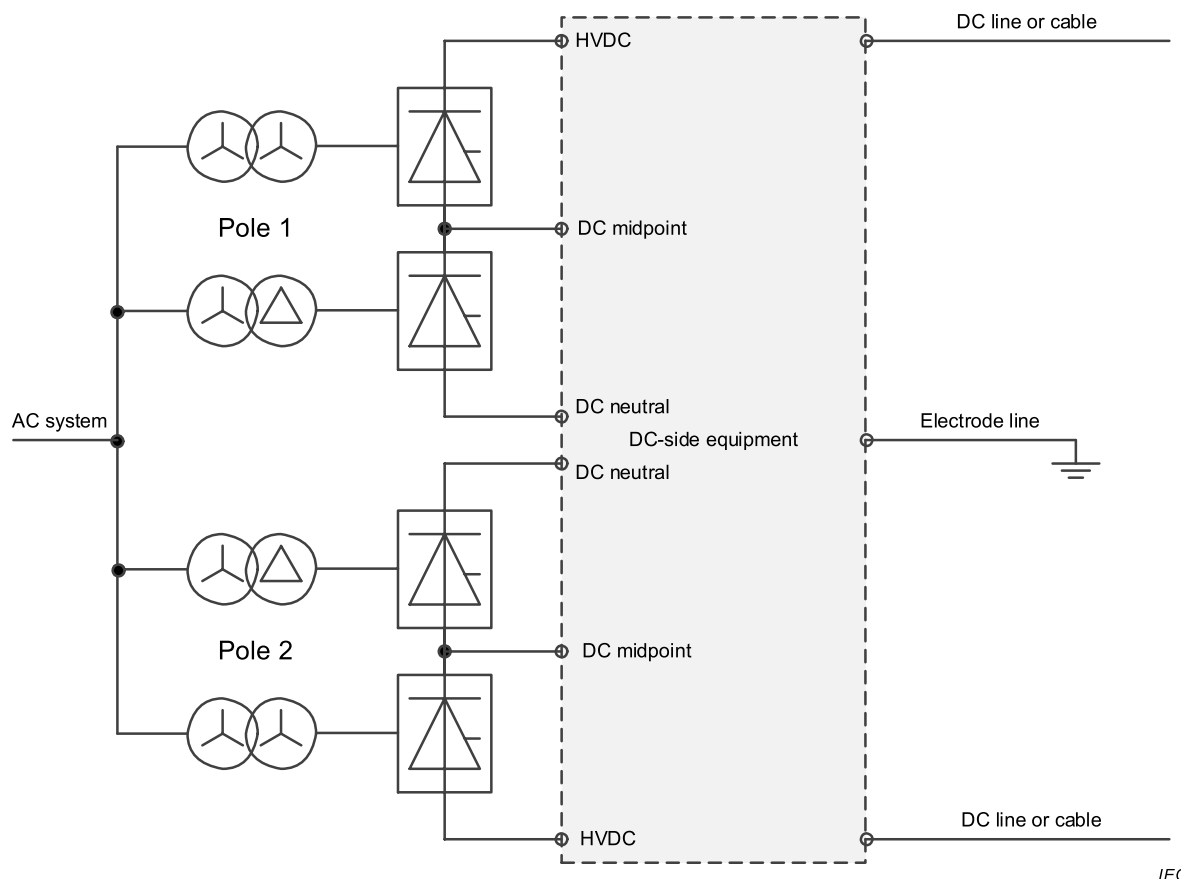 DC line or cable
HVDC
Pole 1
DC midpoint
DC neutral
AC system
DC-side equipment
Electrode line
DC neutral
Pole 2
DC midpoint
DC line or cable
HVDC